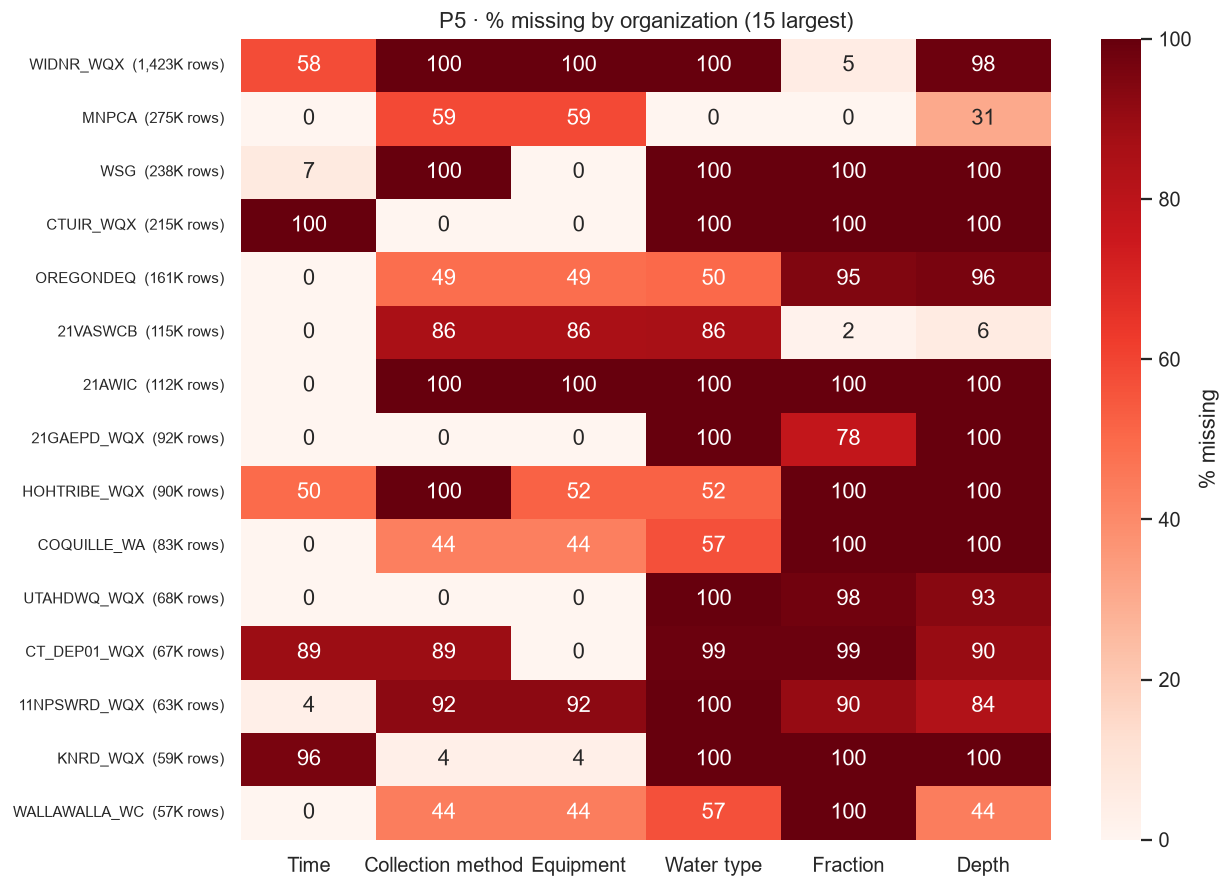 P5 · % missing by organization (15 largest)
WIDNR_WQX (1,423K rows) 58 100 100 100 5 98
MNPCA (275K rows) 0 59 59 0 0 31
WSG (238K rows) 7 100 0 100 100 100
CTUIR_WQX (215K rows) 100 0 0 100 100 100
OREGONDEQ (161K rows) 0 49 49 50 95 96
21VASWCB (115K rows) 0 86 86 86 2 6
21AWIC (112K rows) 0 100 100 100 100 100
21GAEPD_WQX (92K rows) 0 0 0 100 78 100
HOHTRIBE_WQX (90K rows) 50 100 52 52 100 100
COQUILLE_WA (83K rows) 0 44 44 57 100 100
UTAHDWQ_WQX (68K rows) 0 0 0 100 98 93
CT_DEP01_WQX (67K rows) 89 89 0 99 99 90
11NPSWRD_WQX (63K rows) 4 92 92 100 90 84
KNRD_WQX (59K rows) 96 4 4 100 100 100
WALLAWALLA_WC (57K rows) 0 44 44 57 100 44
Time Collection method Equipment Water type Fraction Depth
100
80
60
40
20
0
% missing